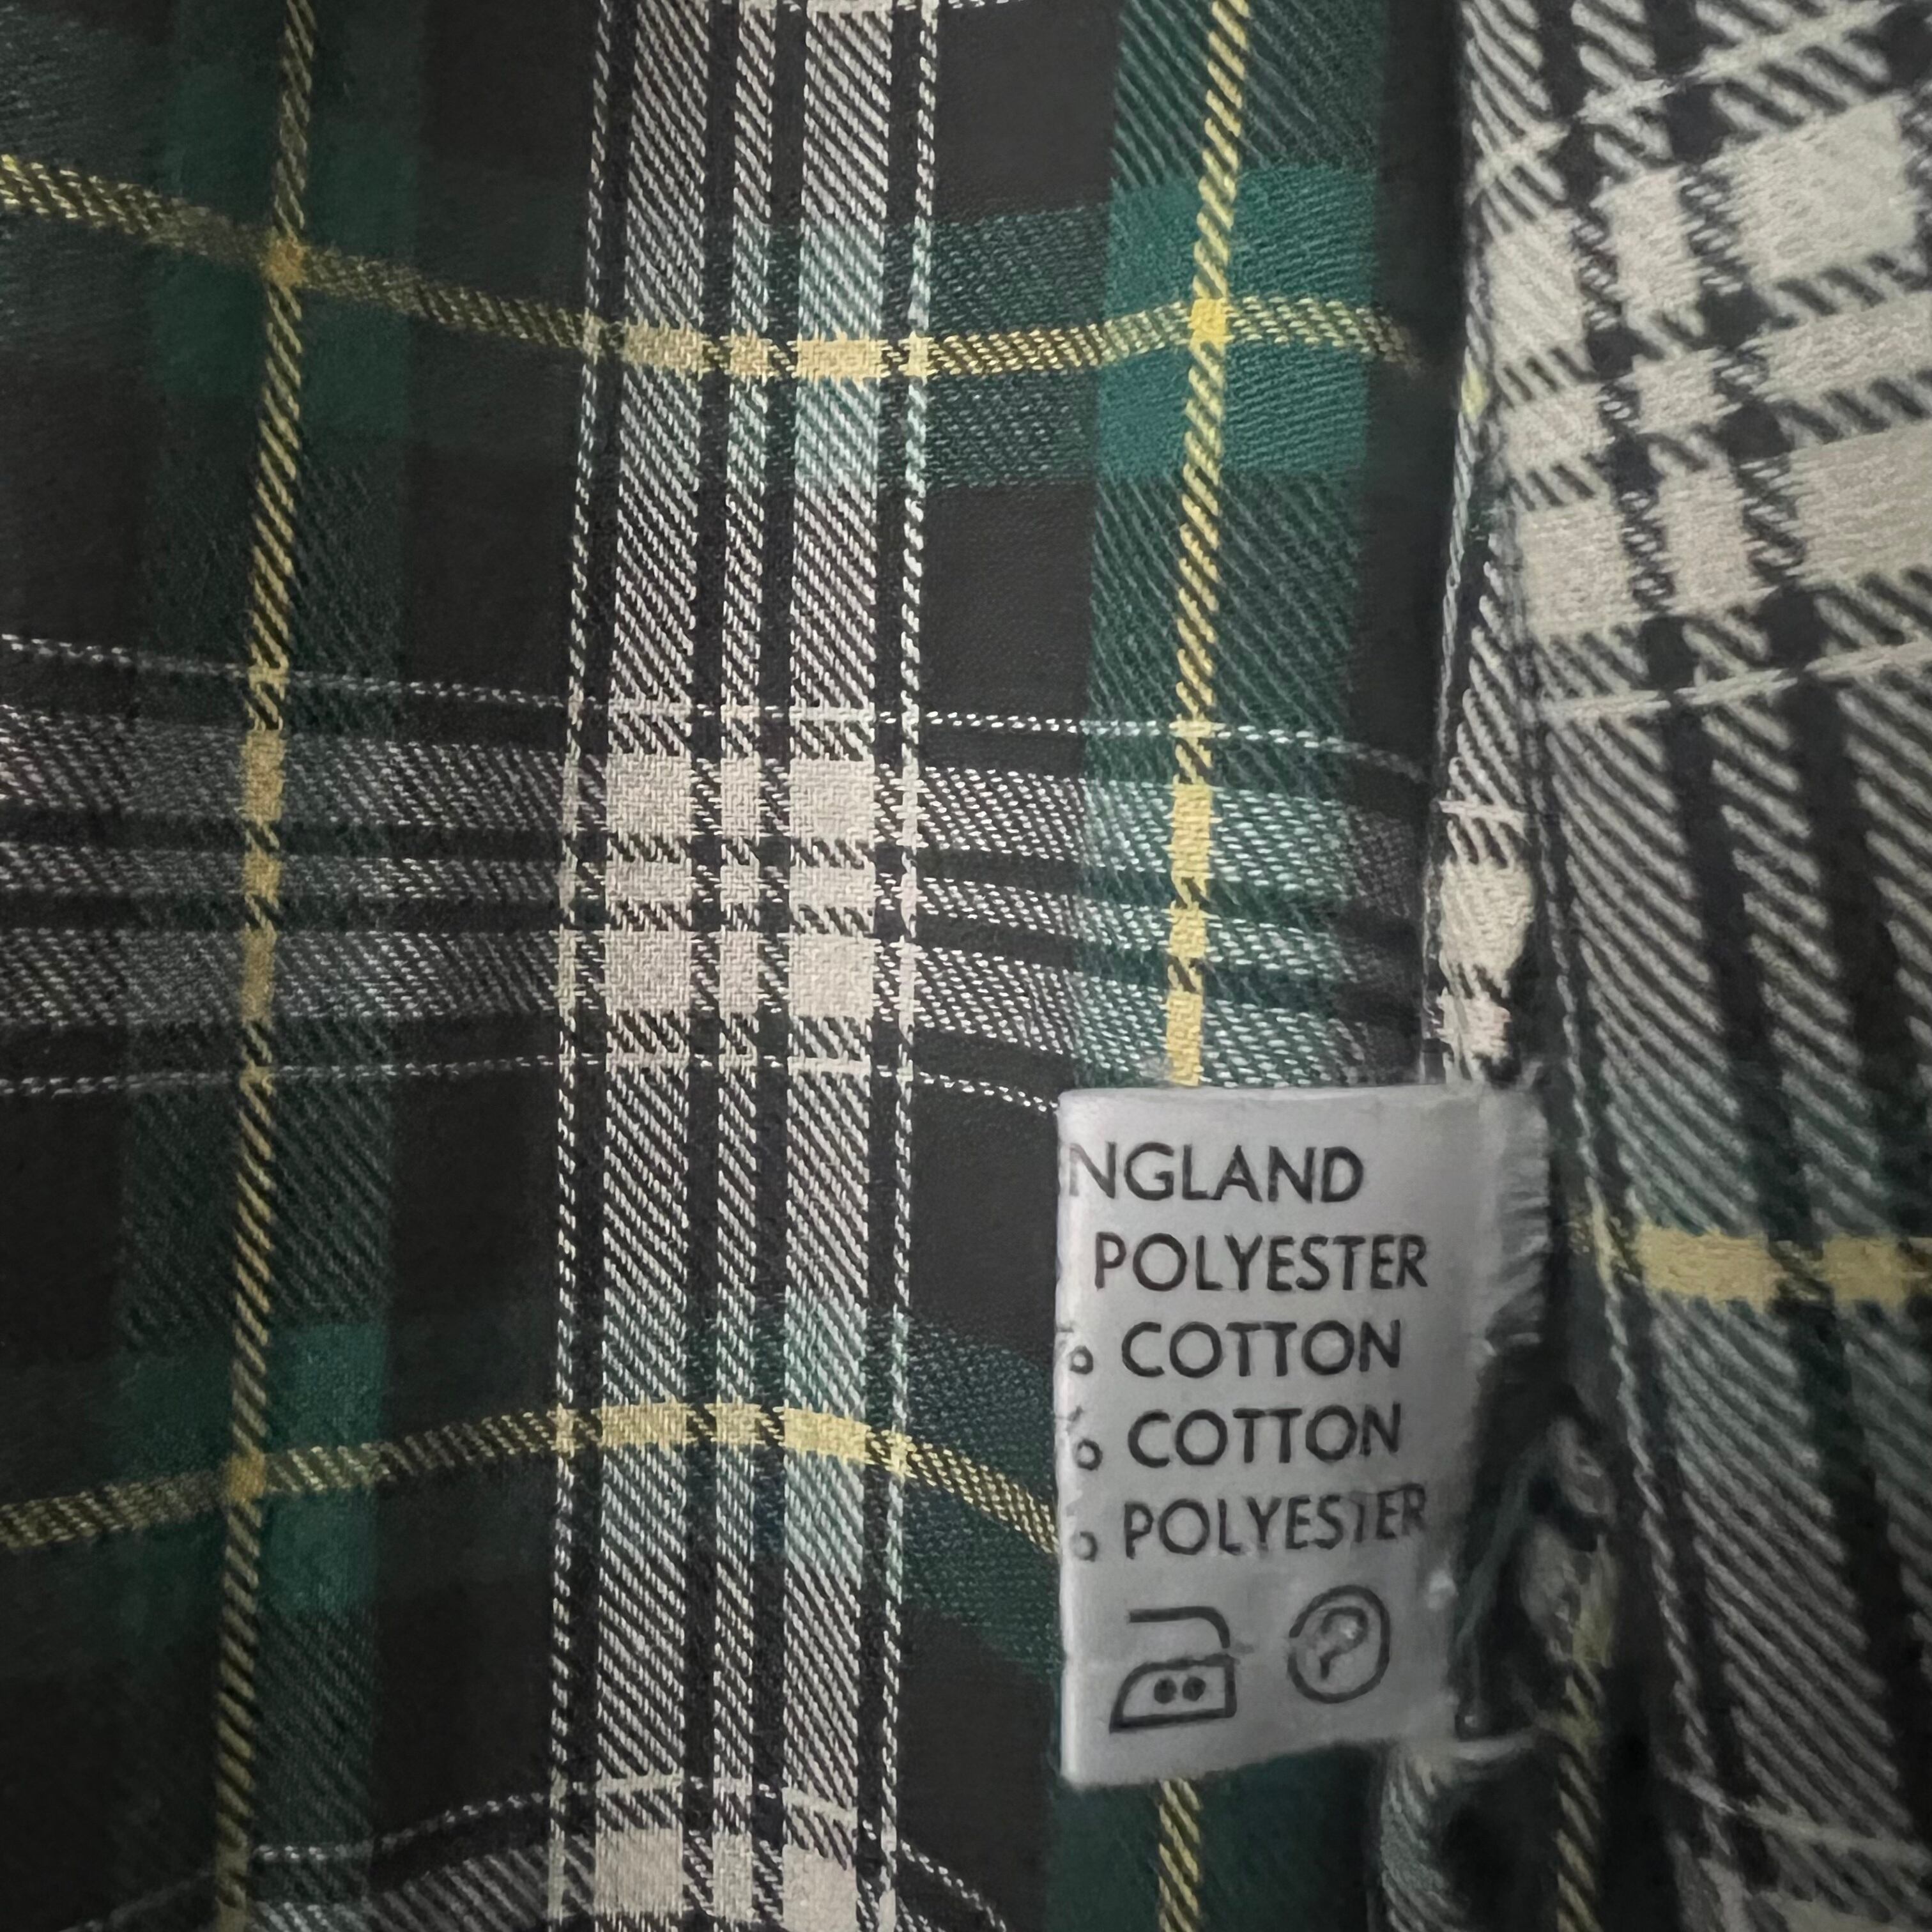 NGLAND
POLYESTER
% COTTON
% COTTON
% POLYESTER